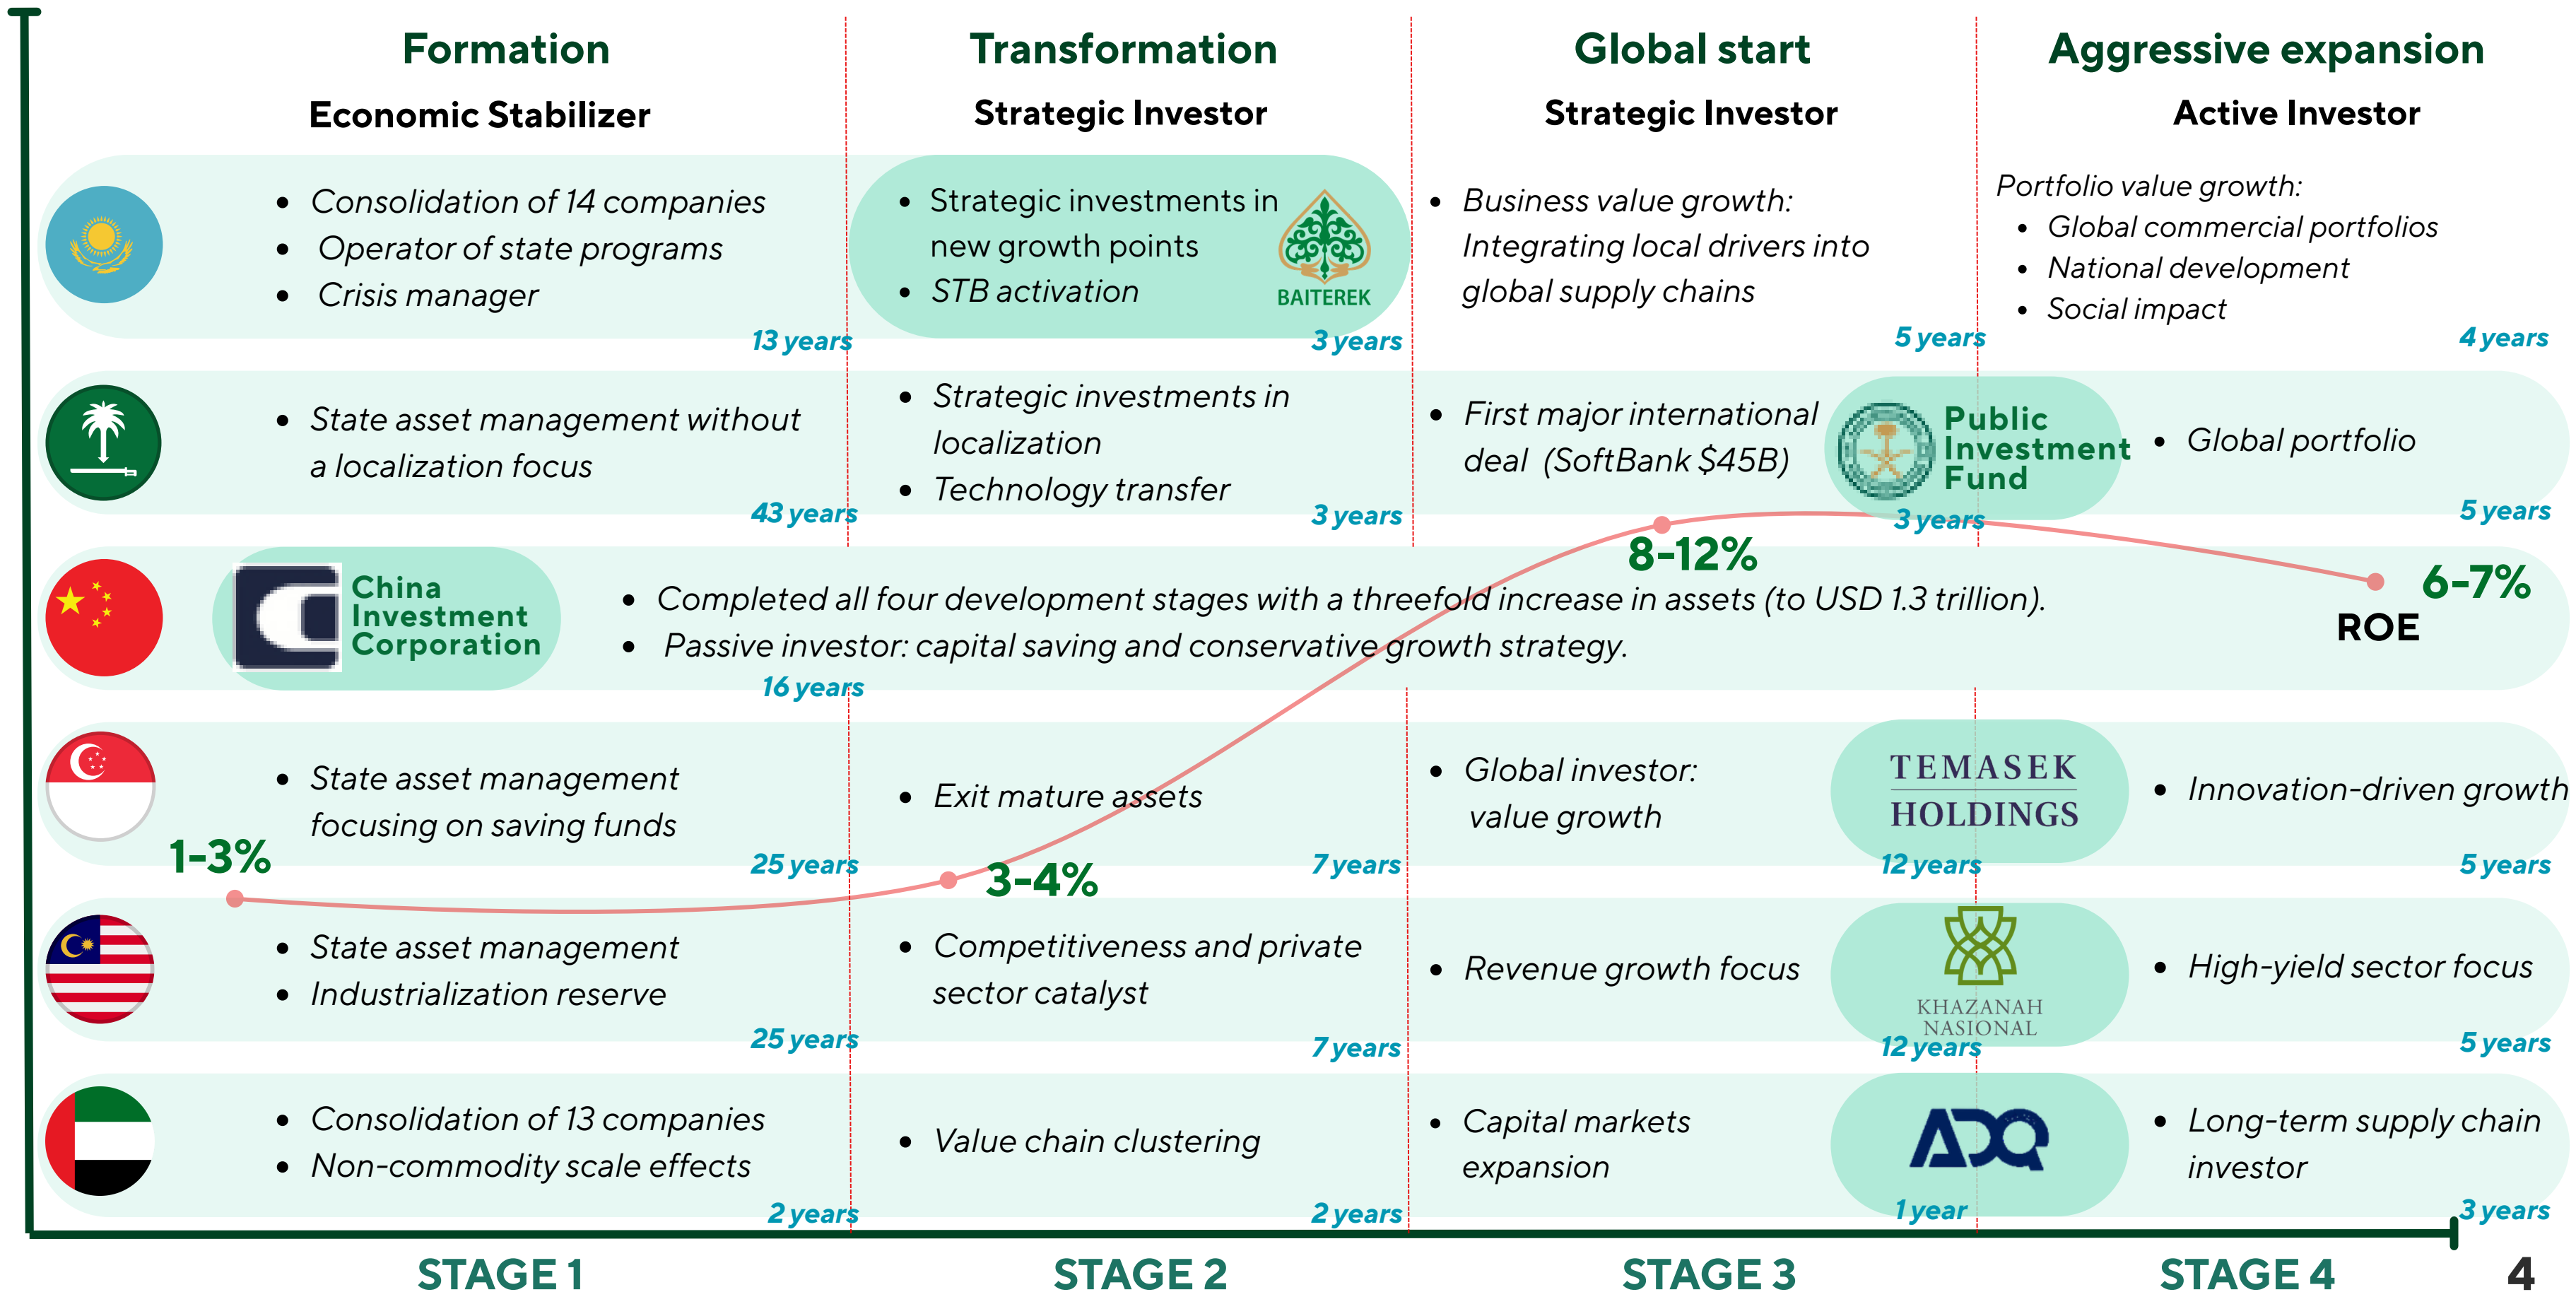 Formation
Economic Stabilizer
Transformation
Strategic Investor
Global start
Strategic Investor
Aggressive expansion
Active Investor
• Consolidation of 14 companies
• Operator of state programs
• Crisis manager
13 years
• Strategic investments in
new growth points
• STB activation
BAITEREK
3 years
• Business value growth:
Integrating local drivers into
global supply chains
5 years
Portfolio value growth:
• Global commercial portfolios
• National development
• Social impact
4 years
• State asset management without
a localization focus
43 years
• Strategic investments in
localization
• Technology transfer
3 years
• First major international
deal (SoftBank $45B)
Public
Investment
Fund
3 years
• Global portfolio
5 years
China
Investment
Corporation
• Completed all four development stages with a threefold increase in assets (to USD 1.3 trillion).
• Passive investor: capital saving and conservative growth strategy.
16 years
8-12%
6-7%
ROE
• State asset management
focusing on saving funds
25 years
• Exit mature assets
7 years
• Global investor:
value growth
TEMASEK
HOLDINGS
12 years
• Innovation-driven growth
5 years
1-3%
3-4%
• State asset management
• Industrialization reserve
25 years
• Competitiveness and private
sector catalyst
7 years
• Revenue growth focus
KHAZANAH
NASIONAL
12 years
• High-yield sector focus
5 years
• Consolidation of 13 companies
• Non-commodity scale effects
2 years
• Value chain clustering
2 years
• Capital markets
expansion
ADQ
1 year
• Long-term supply chain
investor
3 years
STAGE 1
STAGE 2
STAGE 3
STAGE 4
4